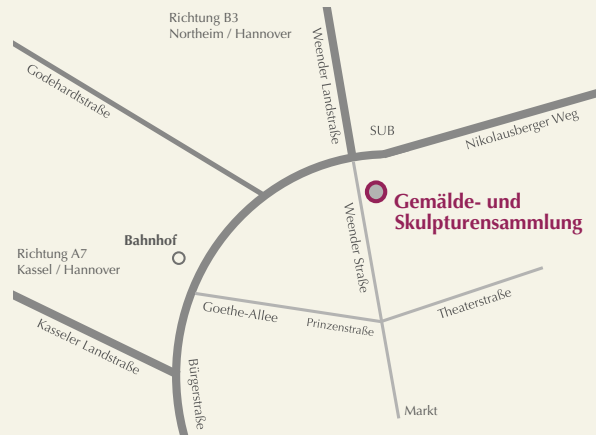 Richtung B3
Northeim / Hannover
Weender Landstraße
Godehardtstraße
SUB
Nikolausberger Weg
Gemälde- und
Skulpturensammlung
Weender Straße
Bahnhof
Richtung A7
Kassel / Hannover
Goethe-Allee
Prinzenstraße
Theaterstraße
Kasseler Landstraße
Bürgerstraße
Markt